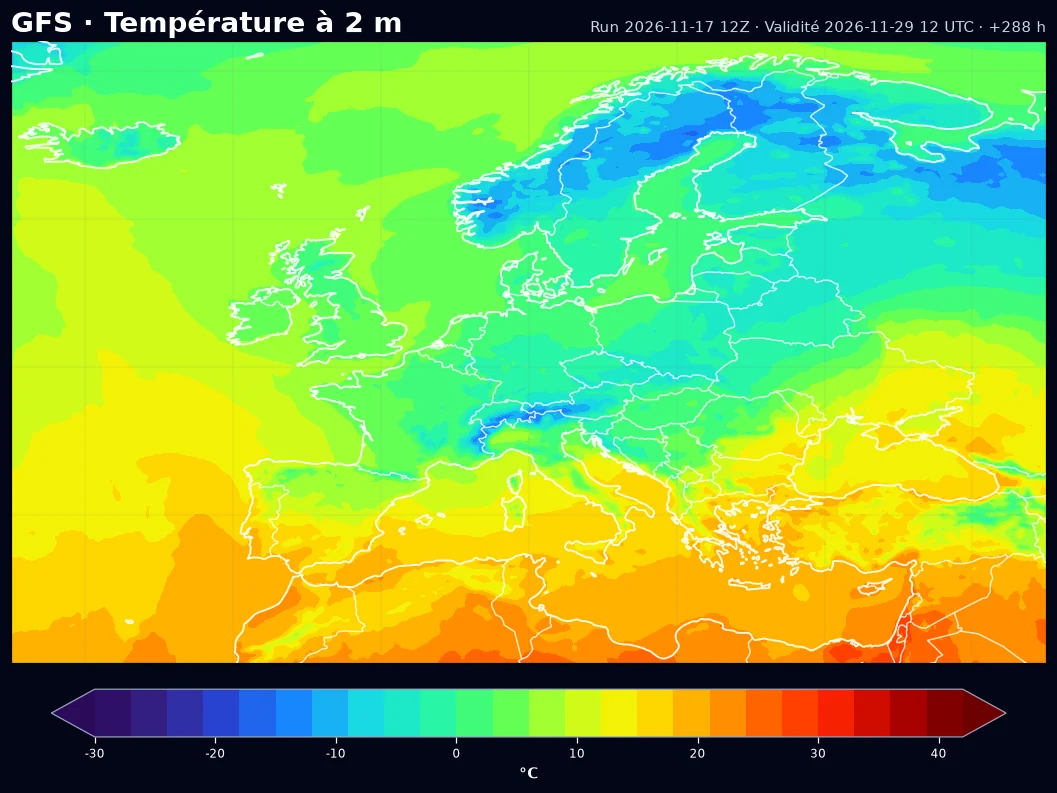 GFS · Température à 2 m
Run 2026-11-17 12Z · Validité 2026-11-29 12 UTC · +288 h
-30 -20 -10 0 10 20 30 40
°C